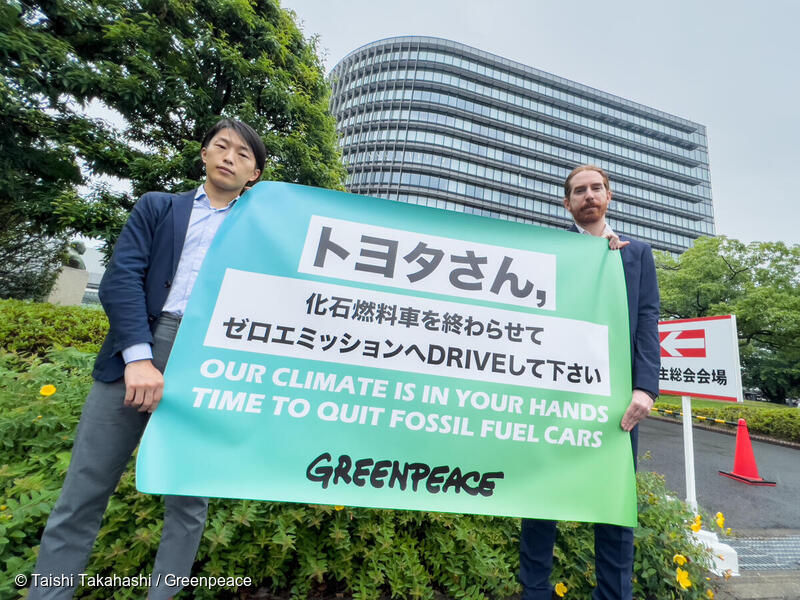 トヨタさん,
化石燃料車を終わらせて
ゼロエミッションへDRIVEして下さい
OUR CLIMATE IS IN YOUR HANDS
TIME TO QUIT FOSSIL FUEL CARS
GREENPEACE
主総会会場
© Taishi Takahashi / Greenpeace